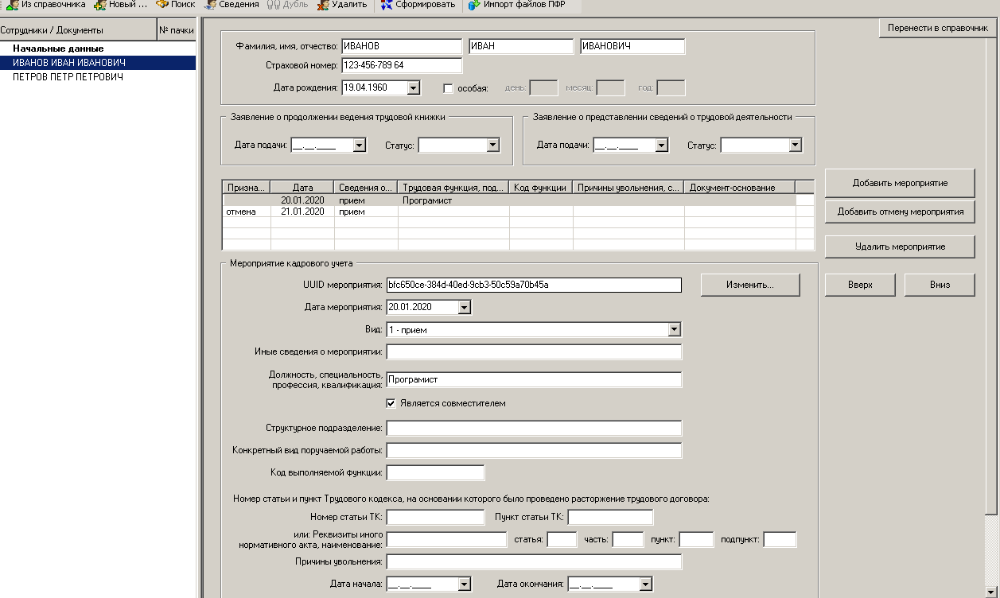 Из справочника Новый ... Поиск Сведения Дубль Удалить Сформировать Импорт файлов ПФР
Сотрудники / Документы № пачки
Начальные данные
ИВАНОВ ИВАН ИВАНОВИЧ
ПЕТРОВ ПЕТР ПЕТРОВИЧ
Перенести в справочник
Фамилия, имя, отчество: ИВАНОВ ИВАН ИВАНОВИЧ
Страховой номер: 123-456-789 64
Дата рождения: 19.04.1960 особая: день: месяц: год:
Заявление о продолжении ведения трудовой книжки Заявление о представлении сведений о трудовой деятельности
Дата подачи: __.__.____ Статус: Дата подачи: __.__.____ Статус:
Призна... Дата Сведения о... Трудовая функция, под... Код функции Причины увольнения, с... Документ-основание
20.01.2020 прием Програмист
отмена 21.01.2020 прием
Добавить мероприятие
Добавить отмену мероприятия
Удалить мероприятие
Вверх Вниз
Мероприятие кадрового учета
UUID мероприятия: bfc650ce-384d-40ed-9cb3-50c59a70b45a Изменить...
Дата мероприятия: 20.01.2020
Вид: 1 - прием
Иные сведения о мероприятии:
Должность, специальность,
профессия, квалификация: Програмист
Является совместителем
Структурное подразделение:
Конкретный вид поручаемой работы:
Код выполняемой функции:
Номер статьи и пункт Трудового кодекса, на основании которого было проведено расторжение трудового договора:
Номер статьи ТК: Пункт статьи ТК:
или: Реквизиты иного
нормативного акта, наименование: статья: часть: пункт: подпункт:
Причины увольнения:
Дата начала: __.__.____ Дата окончания: __.__.____